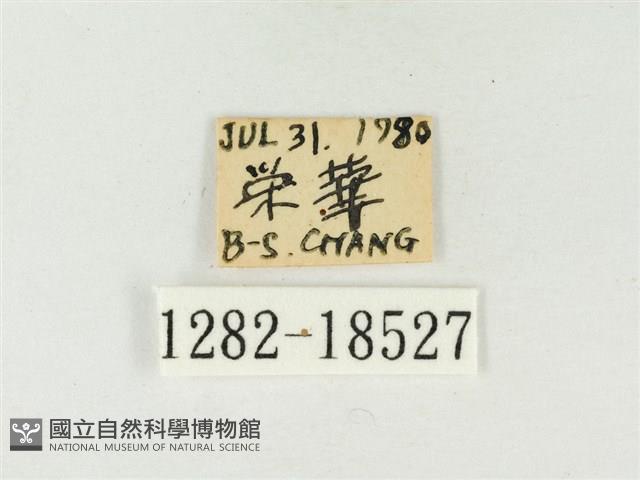 JUL 31. 1980
栄華
B-S. CHANG
1282-18527
國立自然科學博物館
NATIONAL MUSEUM OF NATURAL SCIENCE